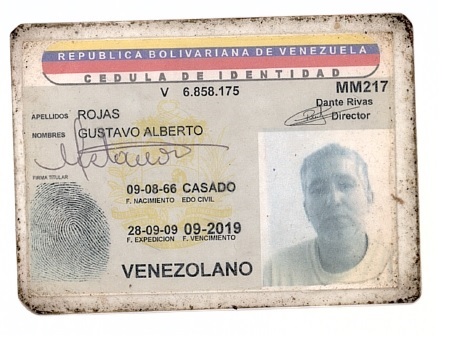 REPUBLICA BOLIVARIANA DE VENEZUELA
CEDULA DE IDENTIDAD
V 6.858.175 MM217
Dante Rivas
Director
APELLIDOS ROJAS
NOMBRES GUSTAVO ALBERTO
FIRMA TITULAR
09-08-66 CASADO
F. NACIMIENTO EDO CIVIL
28-09-09 09-2019
F. EXPEDICION F. VENCIMIENTO
VENEZOLANO